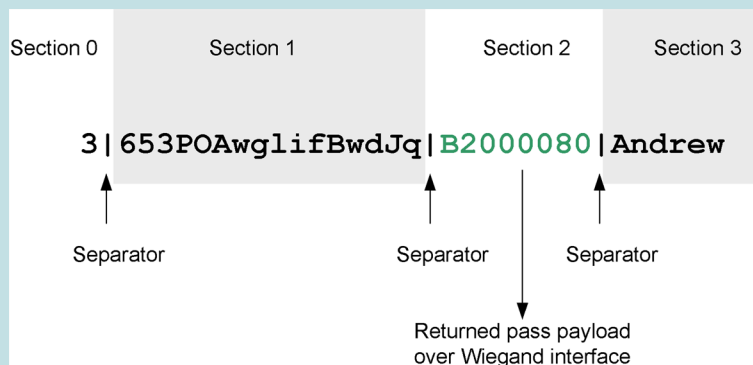 Section 0 Section 1 Section 2 Section 3
3|653POAwglifBwdJq|B2000080|Andrew
Separator Separator Separator
Returned pass payload
over Wiegand interface